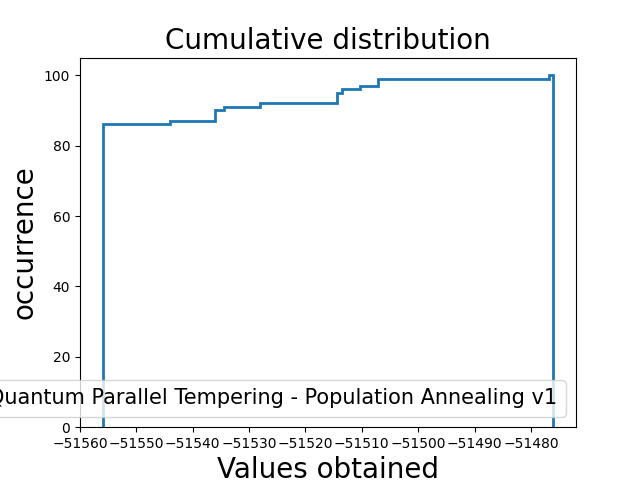 Cumulative distribution
occurrence
100
80
60
40
20
0
Quantum Parallel Tempering - Population Annealing v1
−51560 −51550 −51540 −51530 −51520 −51510 −51500 −51490 −51480
Values obtained